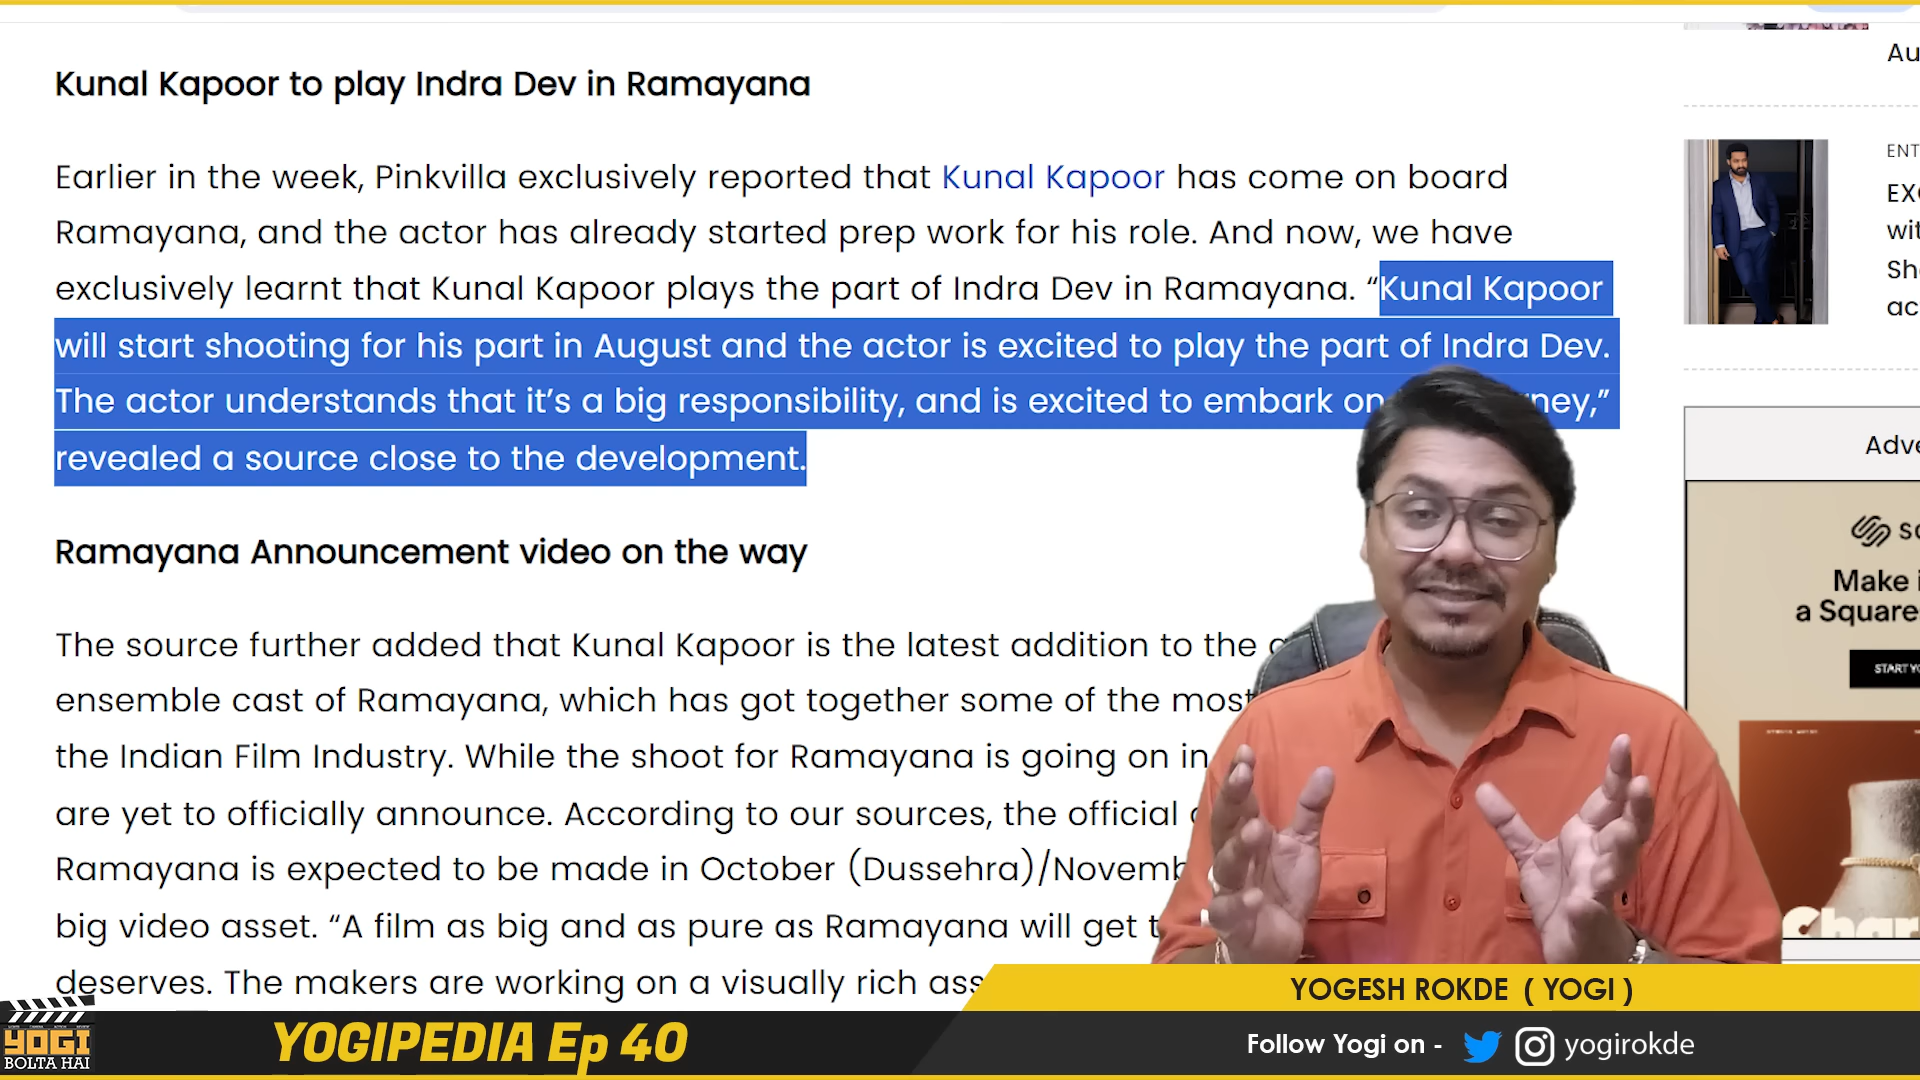 Kunal Kapoor to play Indra Dev in Ramayana
Earlier in the week, Pinkvilla exclusively reported that Kunal Kapoor has come on board
Ramayana, and the actor has already started prep work for his role. And now, we have
exclusively learnt that Kunal Kapoor plays the part of Indra Dev in Ramayana. “Kunal Kapoor
will start shooting for his part in August and the actor is excited to play the part of Indra Dev.
The actor understands that it’s a big responsibility, and is excited to embark on
revealed a source close to the development.
Ramayana Announcement video on the way
The source further added that Kunal Kapoor is the latest addition to the
ensemble cast of Ramayana, which has got together some of the most
the Indian Film Industry. While the shoot for Ramayana is going on in
are yet to officially announce. According to our sources, the official
Ramayana is expected to be made in October (Dussehra)/Novemb
big video asset. “A film as big and as pure as Ramayana will get
deserves. The makers are working on a visually rich
Au
ENT
EX
wit
Sh
ac
Adve
Make
a Square
START
YOGESH ROKDE ( YOGI )
YOGI
BOLTA HAI
YOGIPEDIA Ep 40
Follow Yogi on - yogirokde